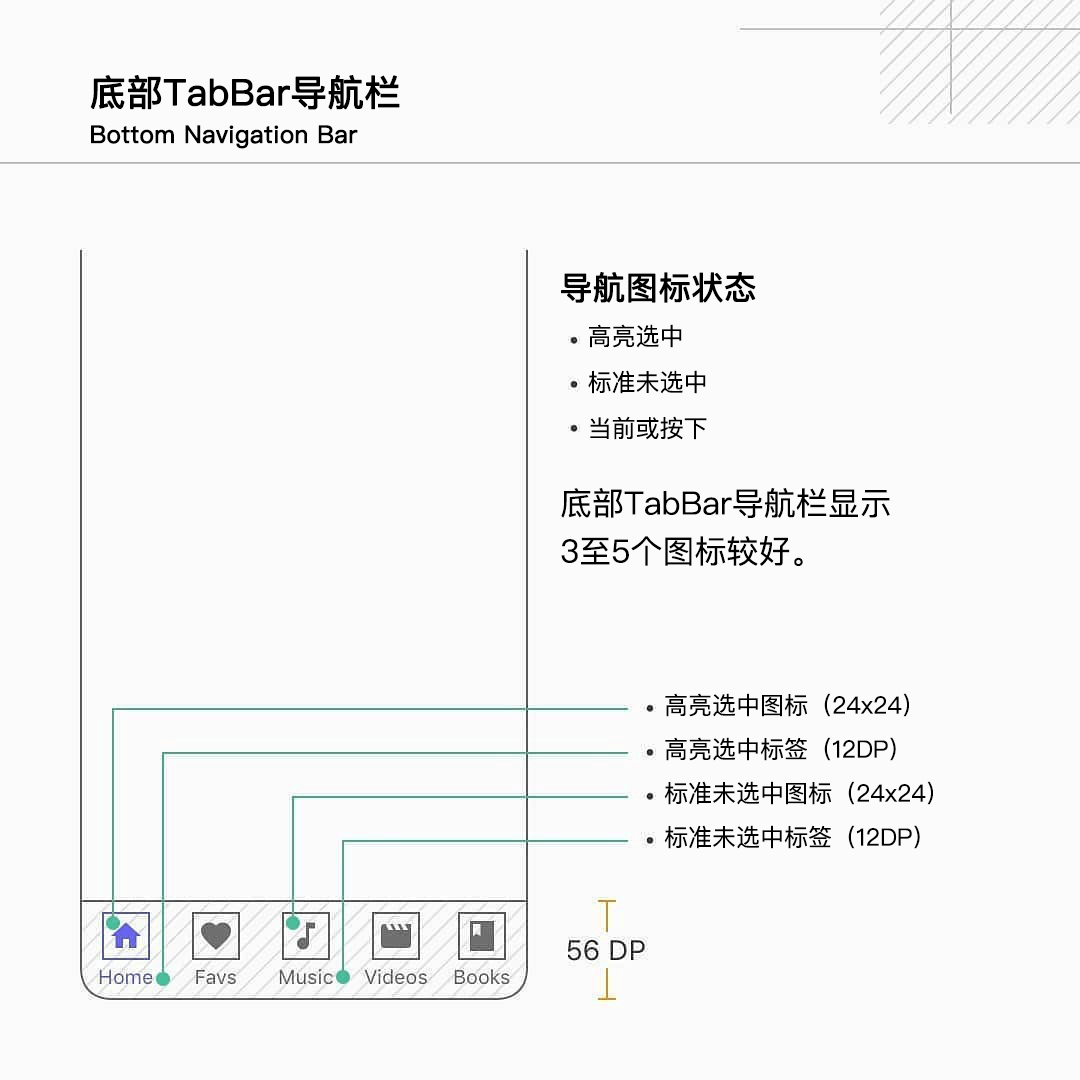 底部TabBar导航栏
Bottom Navigation Bar
导航图标状态
• 高亮选中
• 标准未选中
• 当前或按下
底部TabBar导航栏显示
3至5个图标较好。
• 高亮选中图标（24x24）
• 高亮选中标签（12DP）
• 标准未选中图标（24x24）
• 标准未选中标签（12DP）
56 DP
Home Favs Music Videos Books